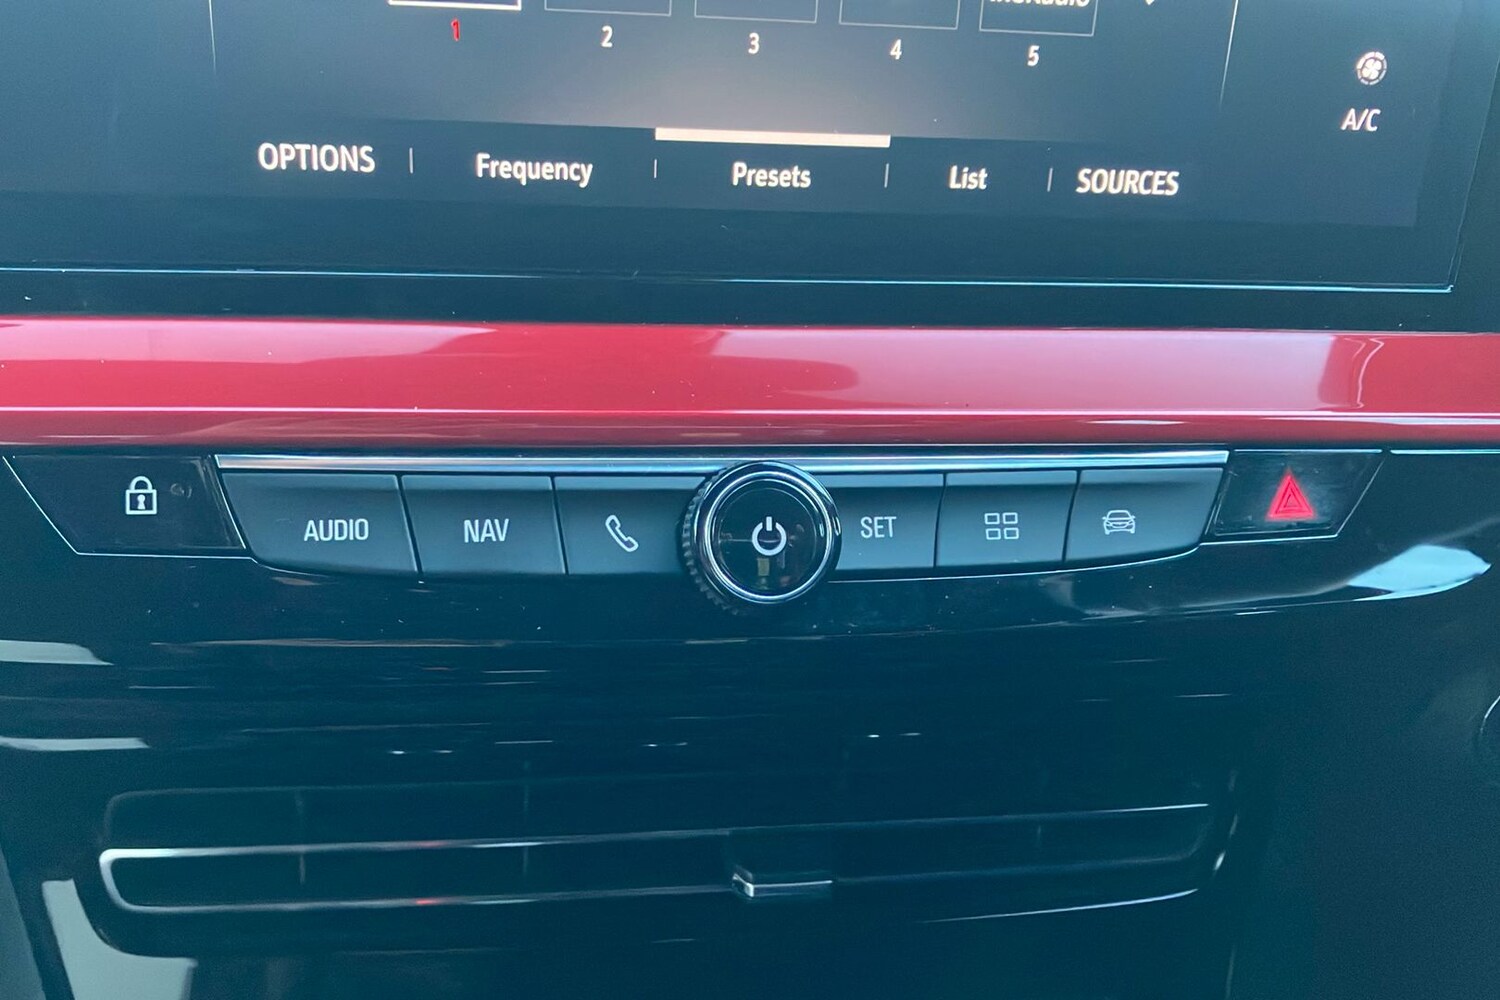 1 2 3 4 5
A/C
OPTIONS Frequency Presets List SOURCES
AUDIO NAV SET